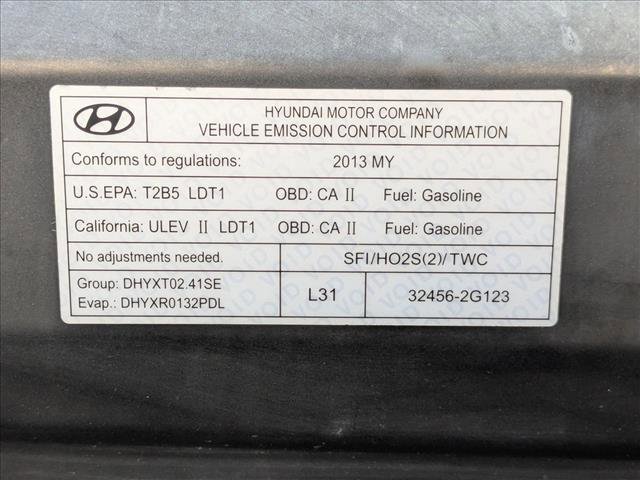 HYUNDAI MOTOR COMPANY
VEHICLE EMISSION CONTROL INFORMATION
Conforms to regulations: 2013 MY
U.S.EPA: T2B5 LDT1 OBD: CA II Fuel: Gasoline
California: ULEV II LDT1 OBD: CA II Fuel: Gasoline
No adjustments needed. SFI/HO2S(2)/TWC
Group: DHYXT02.41SE
Evap.: DHYXR0132PDL
L31 32456-2G123